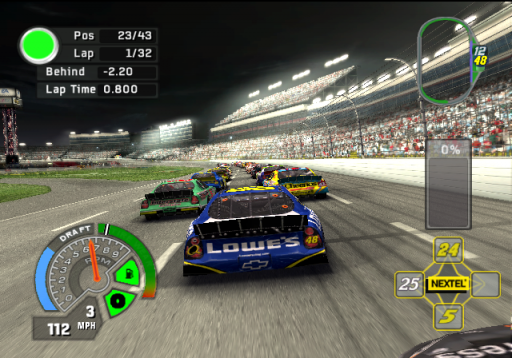 Pos 23/43
Lap 1/32
Behind -2.20
Lap Time 0.800
12
48
0%
LOWE'S
48
DRAFT
RPM
3
112 MPH
24
25 NEXTEL
5